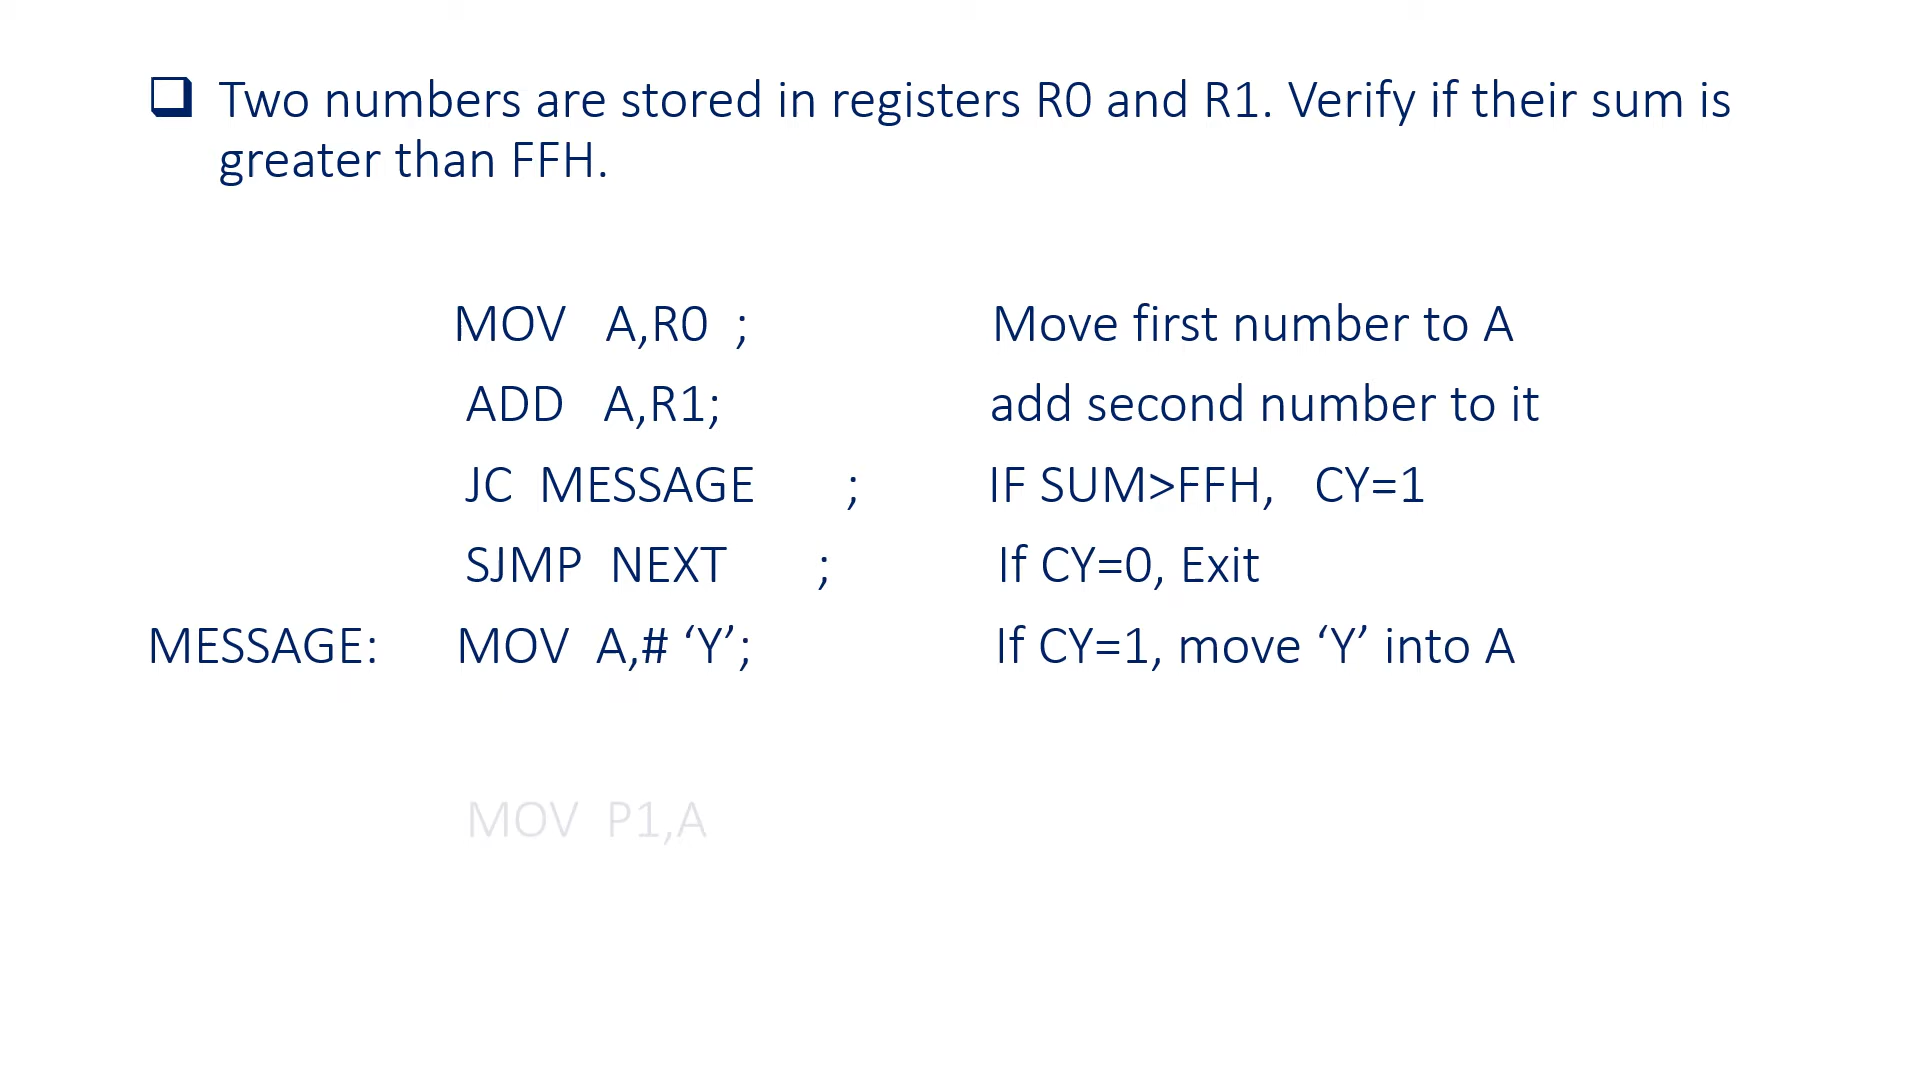 Two numbers are stored in registers R0 and R1. Verify if their sum is
greater than FFH.
MOV A,R0 ; Move first number to A
ADD A,R1; add second number to it
JC MESSAGE ; IF SUM>FFH, CY=1
SJMP NEXT ; If CY=0, Exit
MESSAGE: MOV A,# ‘Y’; If CY=1, move ‘Y’ into A
MOV P1,A